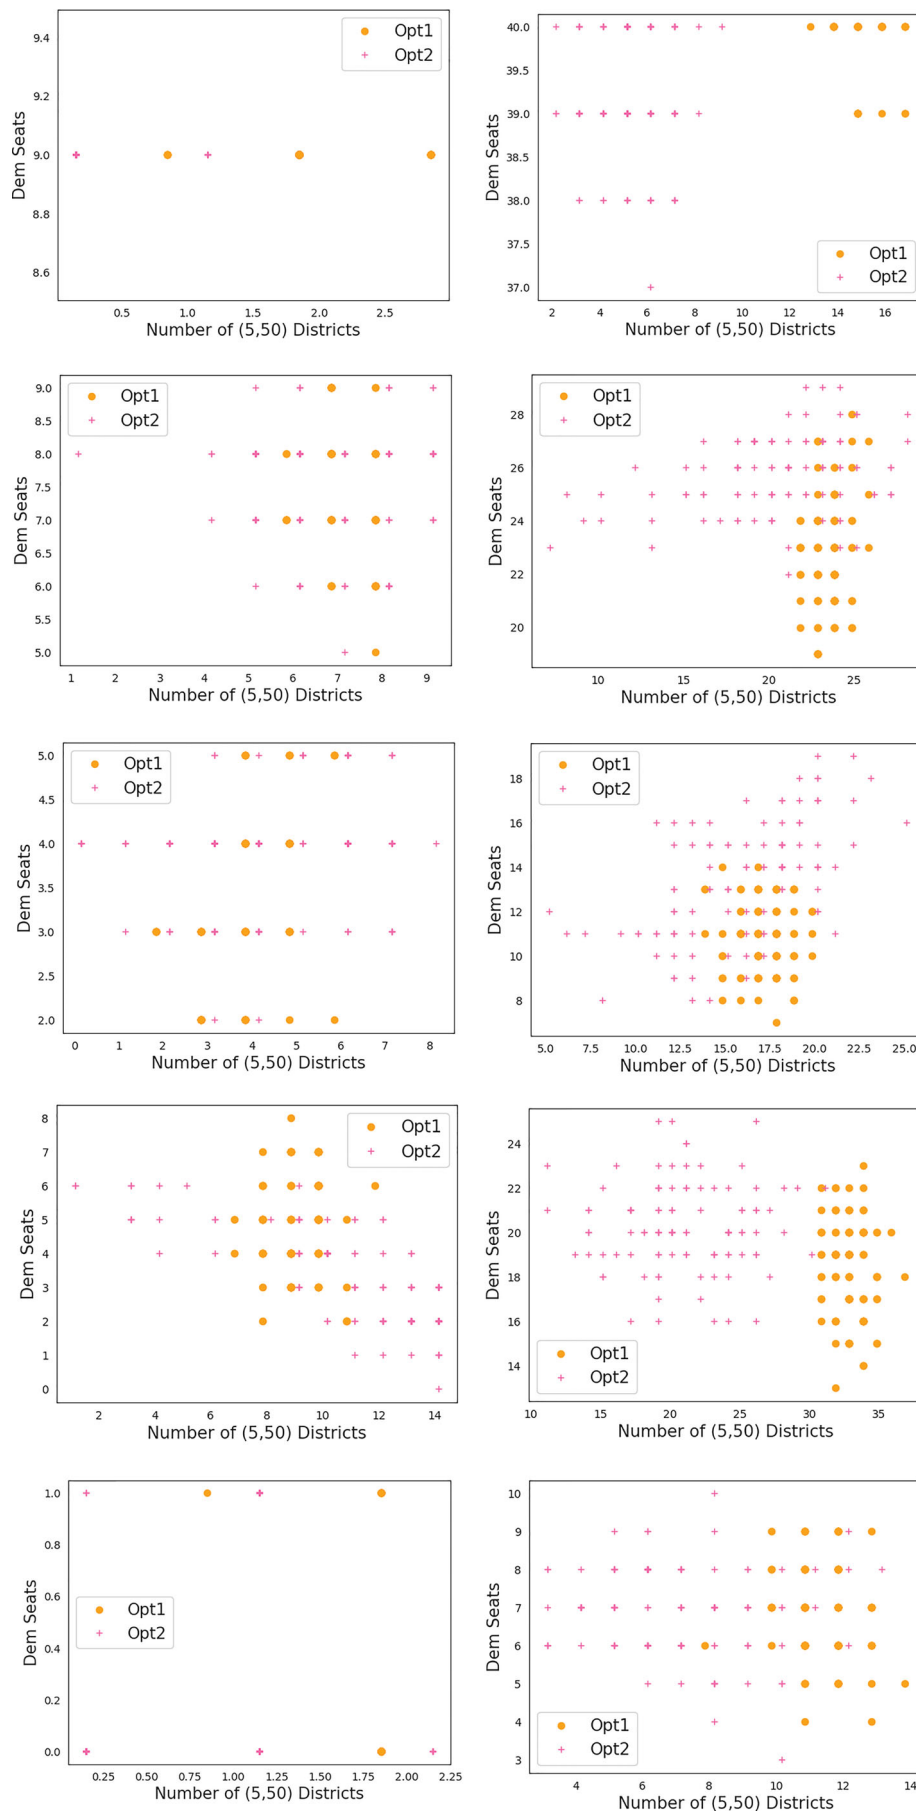 Dem Seats
9.4
9.2
9.0
8.8
8.6
Opt1
Opt2
0.5 1.0 1.5 2.0 2.5
Number of (5,50) Districts
Dem Seats
40.0
39.5
39.0
38.5
38.0
37.5
37.0
Opt1
Opt2
2 4 6 8 10 12 14 16
Number of (5,50) Districts
Dem Seats
9.0
8.5
8.0
7.5
7.0
6.5
6.0
5.5
5.0
Opt1
Opt2
1 2 3 4 5 6 7 8 9
Number of (5,50) Districts
Dem Seats
28
26
24
22
20
Opt1
Opt2
10 15 20 25
Number of (5,50) Districts
Dem Seats
5.0
4.5
4.0
3.5
3.0
2.5
2.0
Opt1
Opt2
0 1 2 3 4 5 6 7 8
Number of (5,50) Districts
Dem Seats
18
16
14
12
10
8
Opt1
Opt2
5.0 7.5 10.0 12.5 15.0 17.5 20.0 22.5 25.0
Number of (5,50) Districts
Dem Seats
8
7
6
5
4
3
2
1
0
Opt1
Opt2
2 4 6 8 10 12 14
Number of (5,50) Districts
Dem Seats
24
22
20
18
16
14
Opt1
Opt2
10 15 20 25 30 35
Number of (5,50) Districts
Dem Seats
1.0
0.8
0.6
0.4
0.2
0.0
Opt1
Opt2
0.25 0.50 0.75 1.00 1.25 1.50 1.75 2.00 2.25
Number of (5,50) Districts
Dem Seats
10
9
8
7
6
5
4
3
Opt1
Opt2
4 6 8 10 12 14
Number of (5,50) Districts